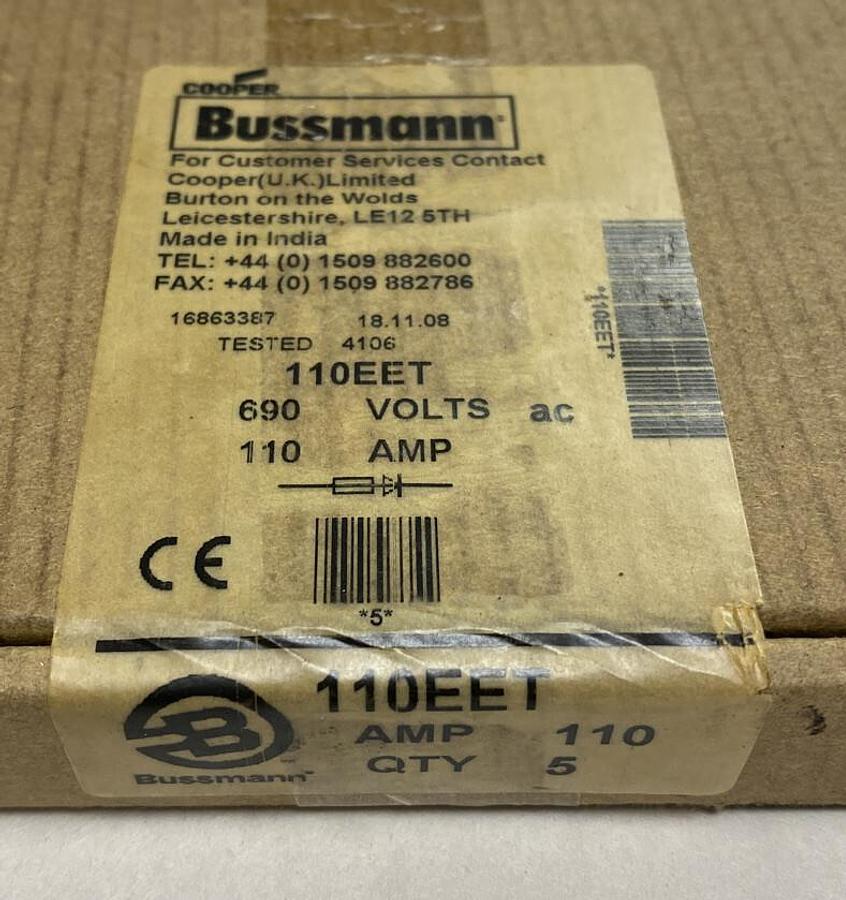 COOPER
Bussmann
For Customer Services Contact
Cooper(U.K.)Limited
Burton on the Wolds
Leicestershire, LE12 5TH
Made in India
TEL: +44 (0) 1509 882600
FAX: +44 (0) 1509 882786
16863387 18.11.08
TESTED 4106
110EET
690 VOLTS ac
110 AMP
*110EET*
CE
*5*
110EET
AMP 110
QTY 5
B
Bussmann